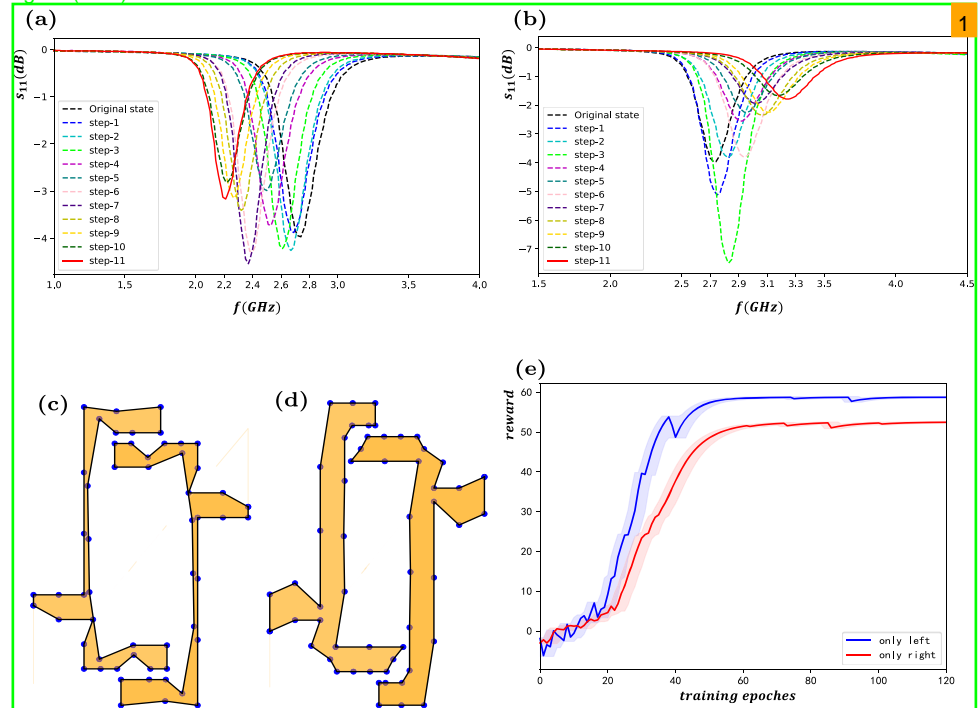 1
(a)
s11(dB)
0
−1
−2
−3
−4
Original state
step-1
step-2
step-3
step-4
step-5
step-6
step-7
step-8
step-9
step-10
step-11
1.0 1.5 2.0 2.2 2.4 2.6 2.8 3.0 3.5 4.0
f(GHz)
(b)
s11(dB)
0
−1
−2
−3
−4
−5
−6
−7
Original state
step-1
step-2
step-3
step-4
step-5
step-6
step-7
step-8
step-9
step-10
step-11
1.5 2.1 2.5 2.7 2.9 3.1 3.3 3.5 4.0 4.5
f(GHz)
(c)
(d)
(e)
reward
60
50
40
30
20
10
0
only left
only right
0 20 40 60 80 100 120
training epoches